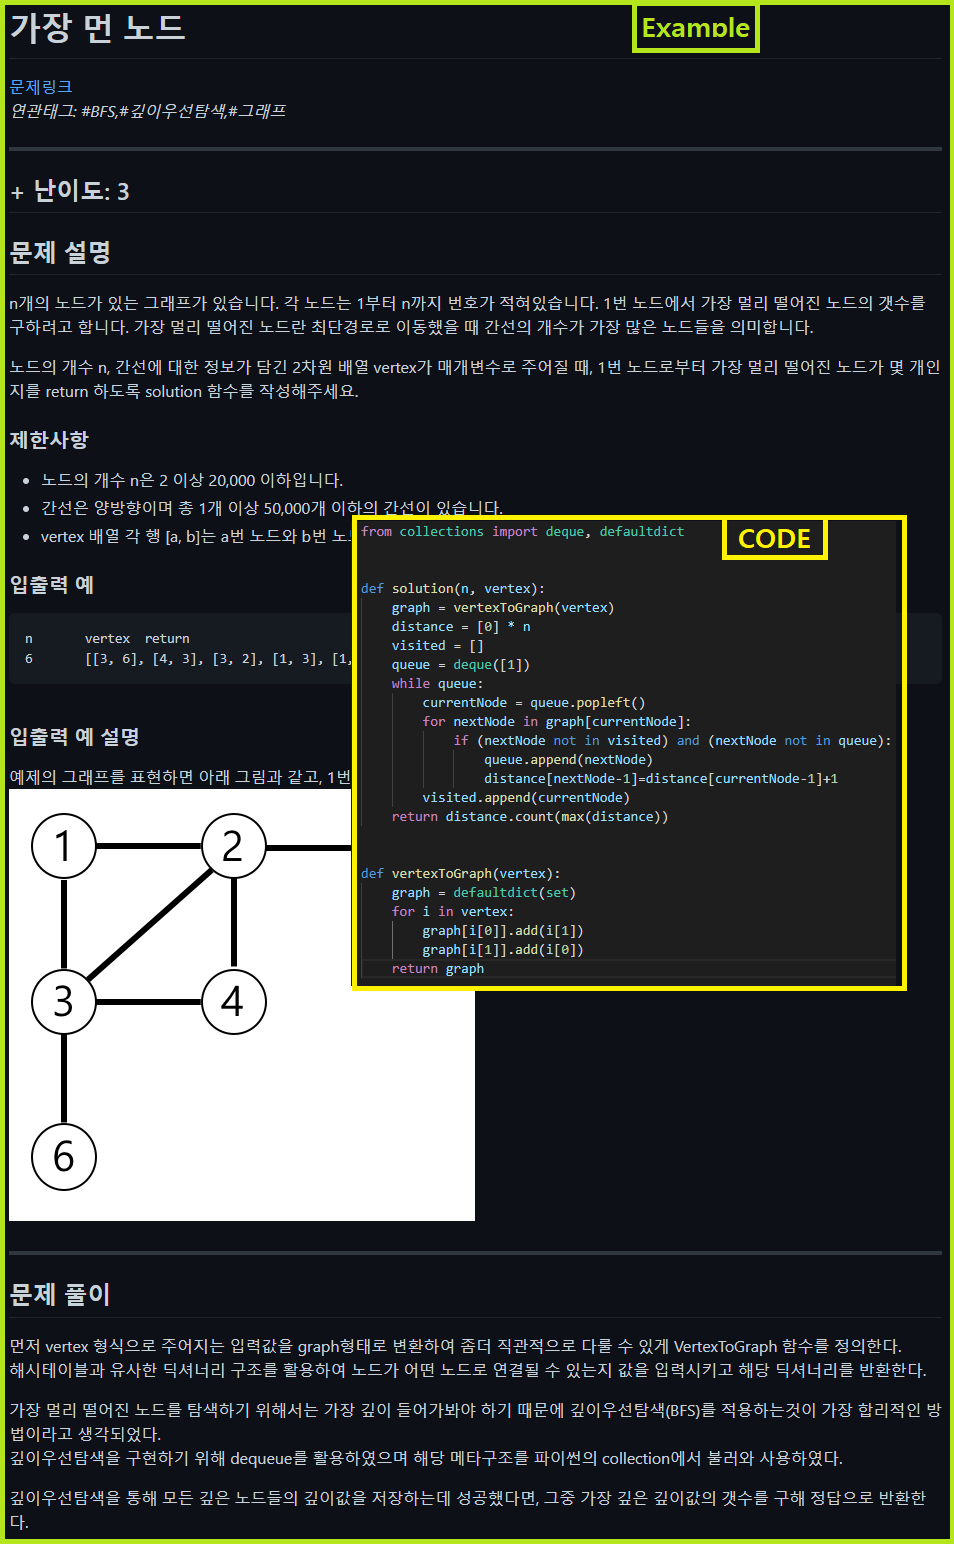 가장 먼 노드
Example
문제링크
연관태그: #BFS,#깊이우선탐색,#그래프
+ 난이도: 3
문제 설명
n개의 노드가 있는 그래프가 있습니다. 각 노드는 1부터 n까지 번호가 적혀있습니다. 1번 노드에서 가장 멀리 떨어진 노드의 갯수를
구하려고 합니다. 가장 멀리 떨어진 노드란 최단경로로 이동했을 때 간선의 개수가 가장 많은 노드들을 의미합니다.
노드의 개수 n, 간선에 대한 정보가 담긴 2차원 배열 vertex가 매개변수로 주어질 때, 1번 노드로부터 가장 멀리 떨어진 노드가 몇 개인
지를 return 하도록 solution 함수를 작성해주세요.
제한사항
노드의 개수 n은 2 이상 20,000 이하입니다.
간선은 양방향이며 총 1개 이상 50,000개 이하의 간선이 있습니다.
vertex 배열 각 행 [a, b]는 a번 노드와 b번
입출력 예
n vertex return
6 [[3, 6], [4, 3], [3, 2], [1, 3], [1,
입출력 예 설명
예제의 그래프를 표현하면 아래 그림과 같고, 1번
CODE
from collections import deque, defaultdict
def solution(n, vertex):
    graph = vertexToGraph(vertex)
    distance = [0] * n
    visited = []
    queue = deque([1])
    while queue:
        currentNode = queue.popleft()
        for nextNode in graph[currentNode]:
            if (nextNode not in visited) and (nextNode not in queue):
                queue.append(nextNode)
                distance[nextNode-1]=distance[currentNode-1]+1
        visited.append(currentNode)
    return distance.count(max(distance))
def vertexToGraph(vertex):
    graph = defaultdict(set)
    for i in vertex:
        graph[i[0]].add(i[1])
        graph[i[1]].add(i[0])
    return graph
1 2
3 4
6
문제 풀이
먼저 vertex 형식으로 주어지는 입력값을 graph형태로 변환하여 좀더 직관적으로 다룰 수 있게 VertexToGraph 함수를 정의한다.
해시테이블과 유사한 딕셔너리 구조를 활용하여 노드가 어떤 노드로 연결될 수 있는지 값을 입력시키고 해당 딕셔너리를 반환한다.
가장 멀리 떨어진 노드를 탐색하기 위해서는 가장 깊이 들어가봐야 하기 때문에 깊이우선탐색(BFS)를 적용하는것이 가장 합리적인 방
법이라고 생각되었다.
깊이우선탐색을 구현하기 위해 dequeue를 활용하였으며 해당 메타구조를 파이썬의 collection에서 불러와 사용하였다.
깊이우선탐색을 통해 모든 깊은 노드들의 깊이값을 저장하는데 성공했다면, 그중 가장 깊은 깊이값의 갯수를 구해 정답으로 반환한
다.